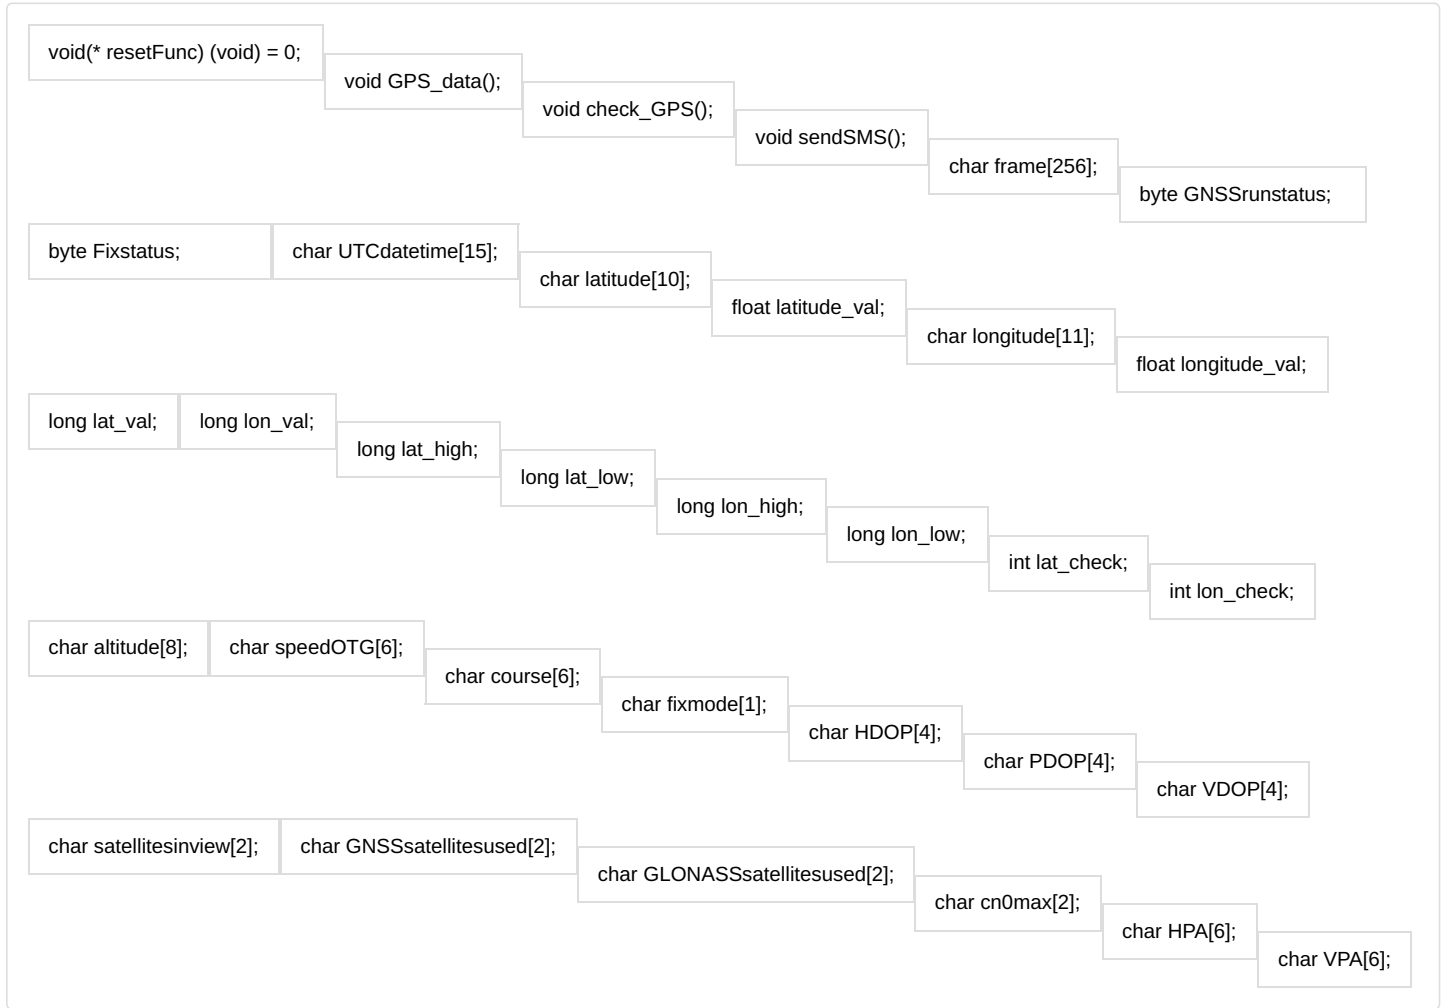 void(* resetFunc) (void) = 0;
void GPS_data();
void check_GPS();
void sendSMS();
char frame[256];
byte GNSSrunstatus;
byte Fixstatus;
char UTCdatetime[15];
char latitude[10];
float latitude_val;
char longitude[11];
float longitude_val;
long lat_val;
long lon_val;
long lat_high;
long lat_low;
long lon_high;
long lon_low;
int lat_check;
int lon_check;
char altitude[8];
char speedOTG[6];
char course[6];
char fixmode[1];
char HDOP[4];
char PDOP[4];
char VDOP[4];
char satellitesinview[2];
char GNSSsatellitesused[2];
char GLONASSsatellitesused[2];
char cn0max[2];
char HPA[6];
char VPA[6];